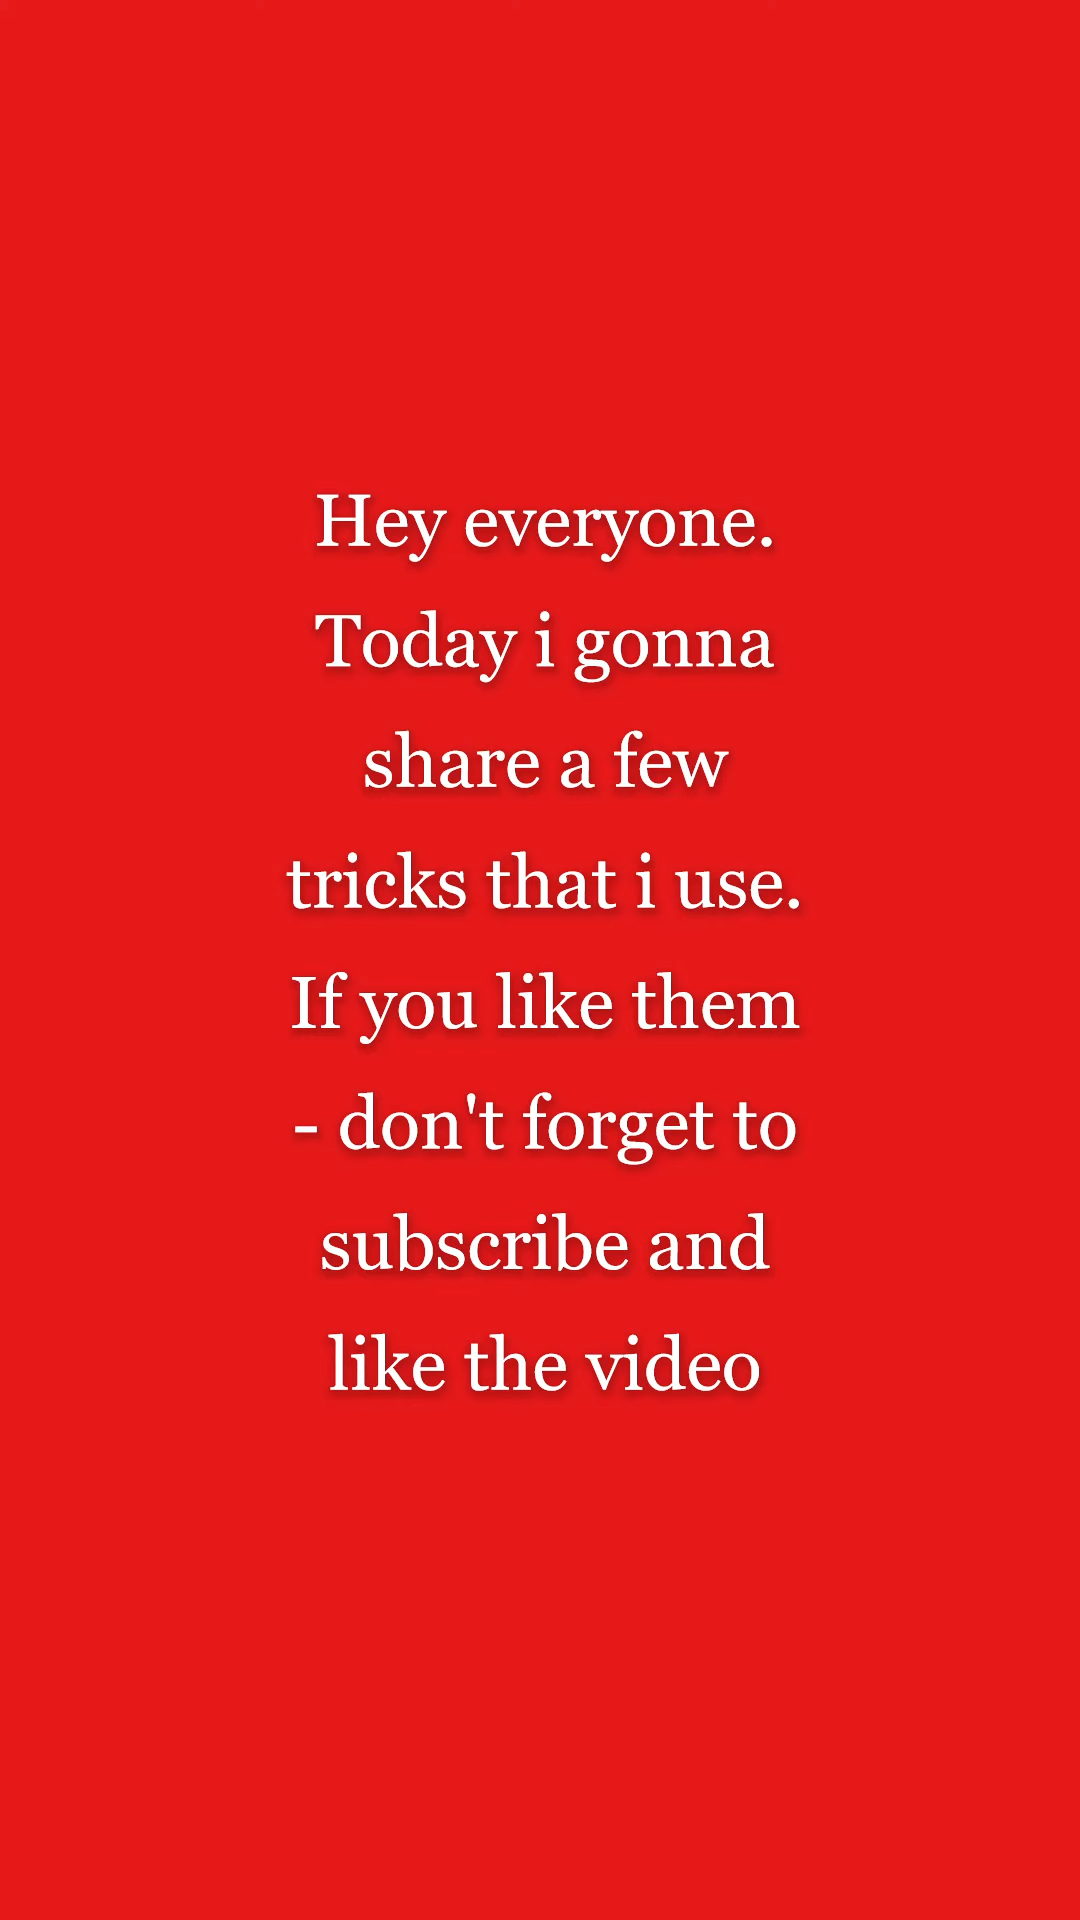 Hey everyone.
Today i gonna
share a few
tricks that i use.
If you like them
- don't forget to
subscribe and
like the video